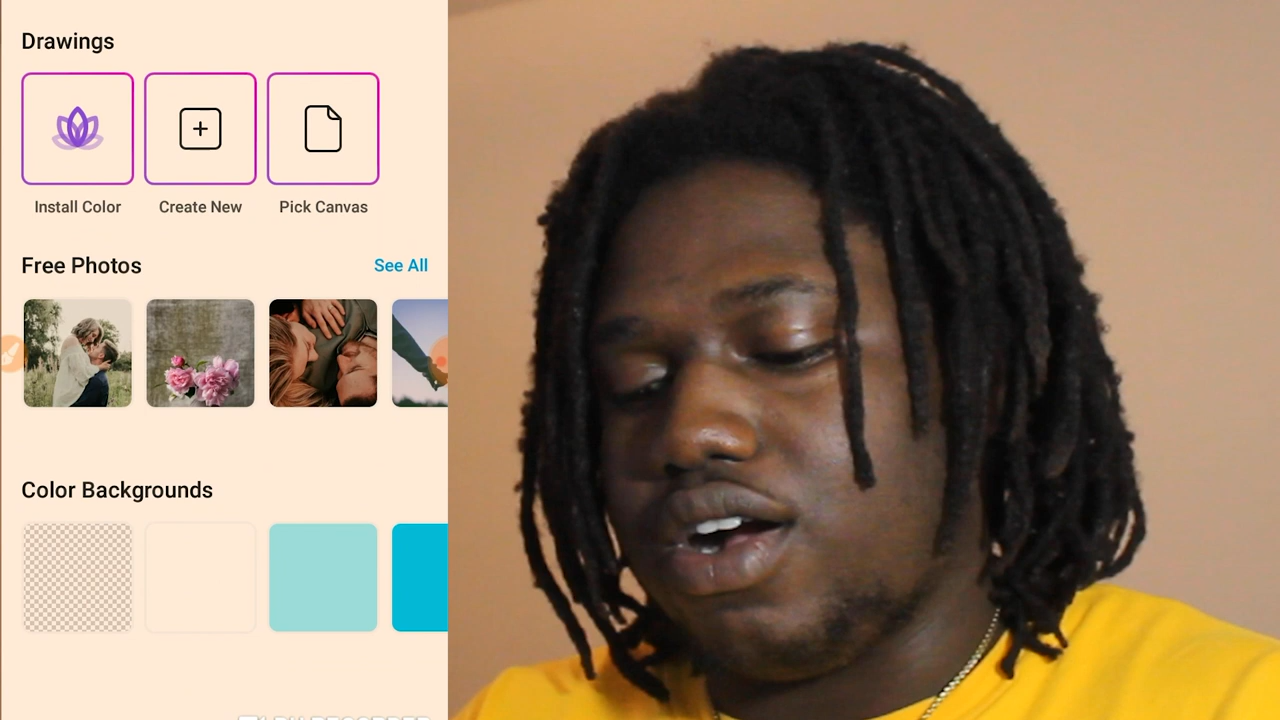 Drawings
Install Color
Create New
Pick Canvas
Free Photos
See All
Color Backgrounds